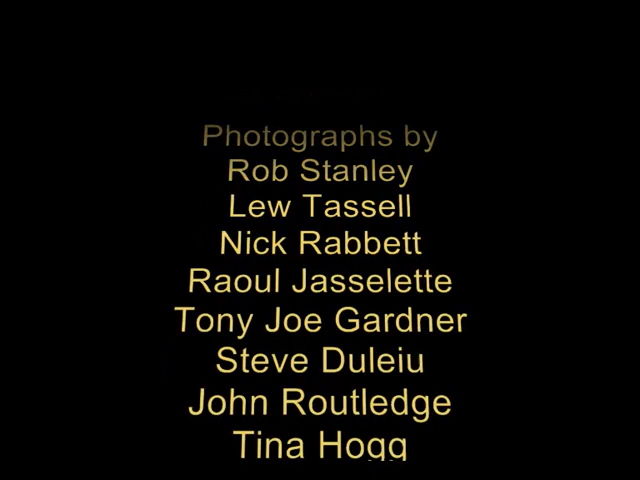 Photographs by
Rob Stanley
Lew Tassell
Nick Rabbett
Raoul Jasselette
Tony Joe Gardner
Steve Duleiu
John Routledge
Tina Hogg